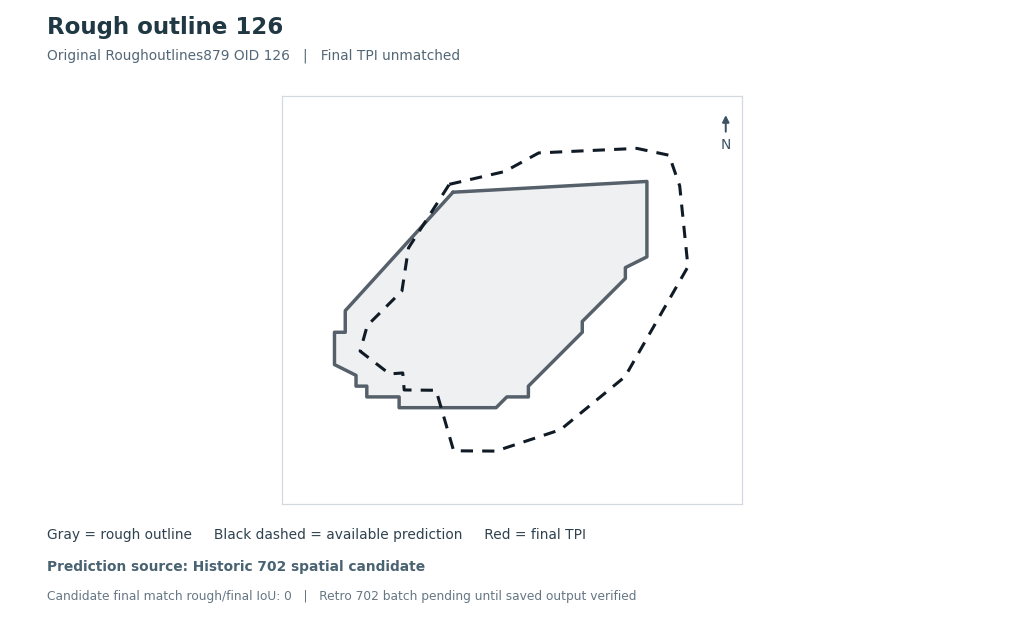 Rough outline 126
Original Roughoutlines879 OID 126   |   Final TPI unmatched
N
Gray = rough outline     Black dashed = available prediction     Red = final TPI
Prediction source: Historic 702 spatial candidate
Candidate final match rough/final IoU: 0   |   Retro 702 batch pending until saved output verified